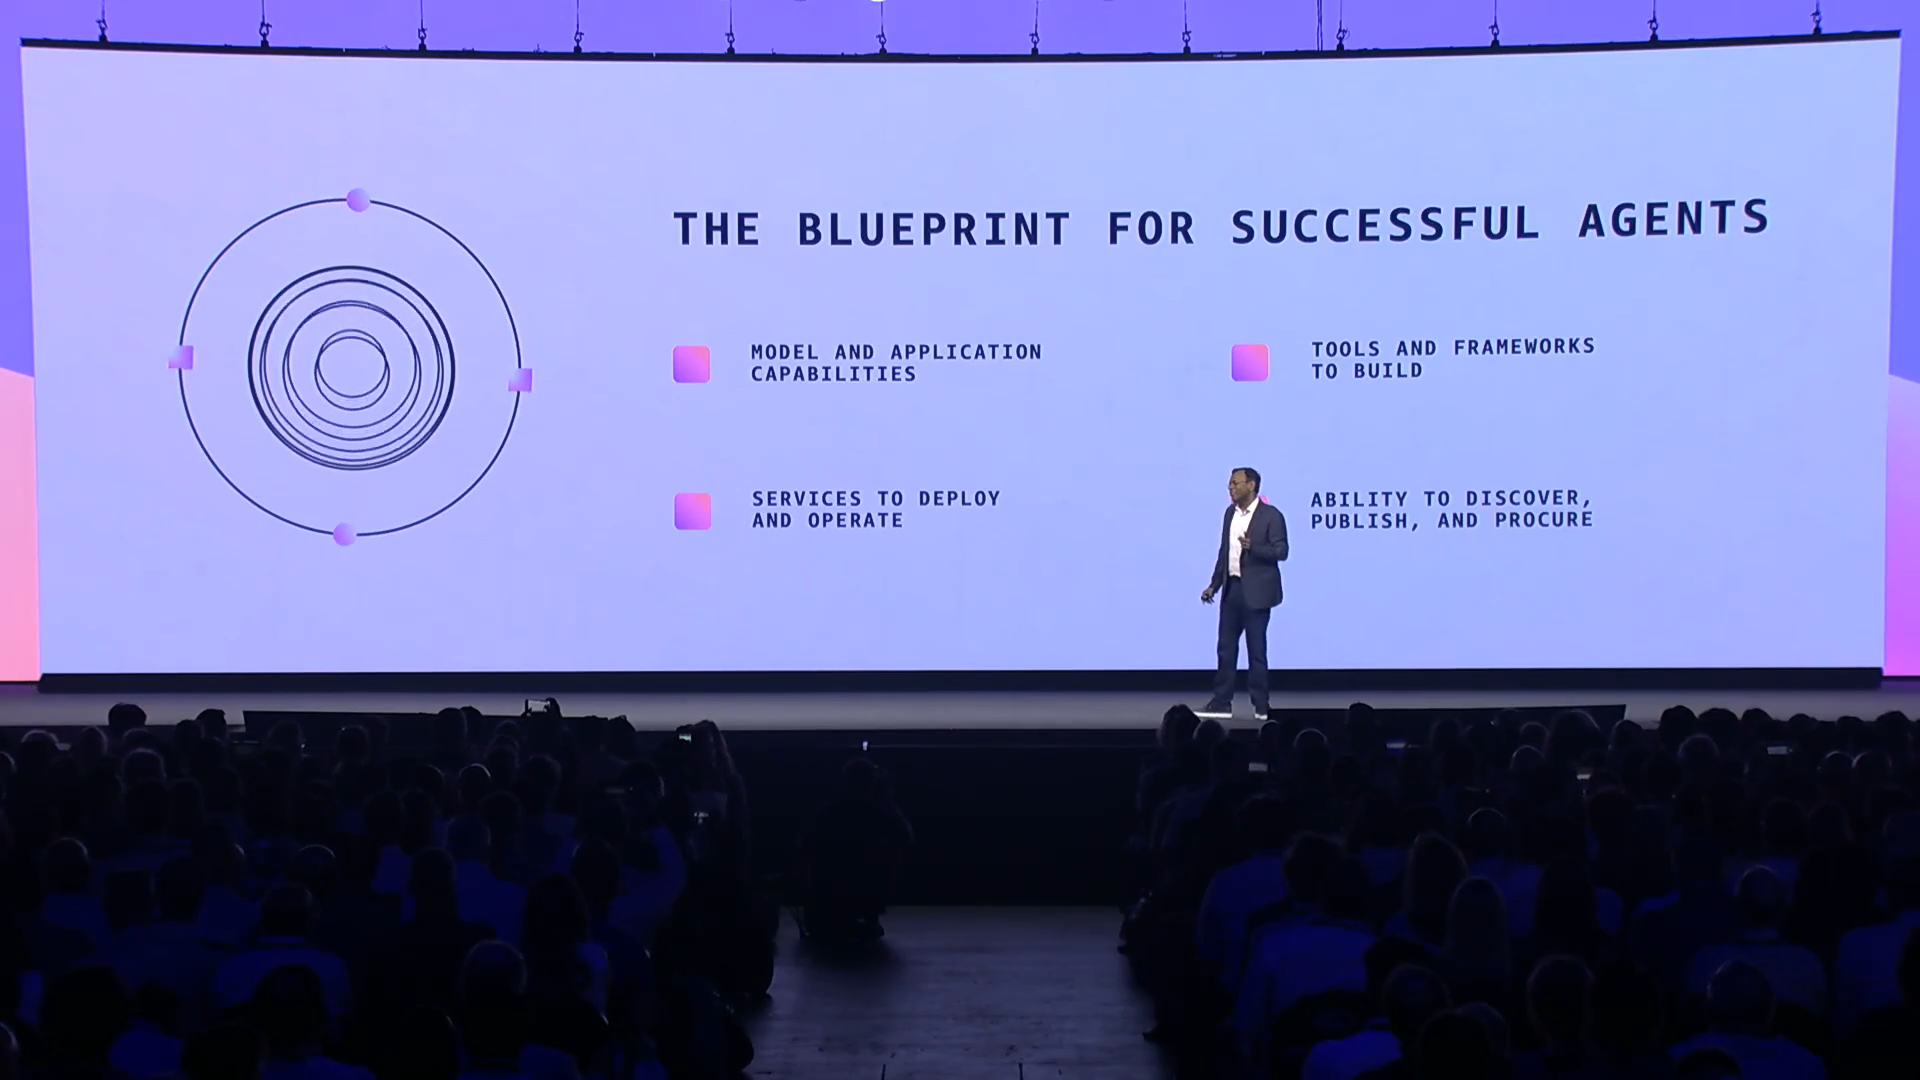 THE BLUEPRINT FOR SUCCESSFUL AGENTS
MODEL AND APPLICATION
CAPABILITIES
TOOLS AND FRAMEWORKS
TO BUILD
SERVICES TO DEPLOY
AND OPERATE
ABILITY TO DISCOVER,
PUBLISH, AND PROCURE